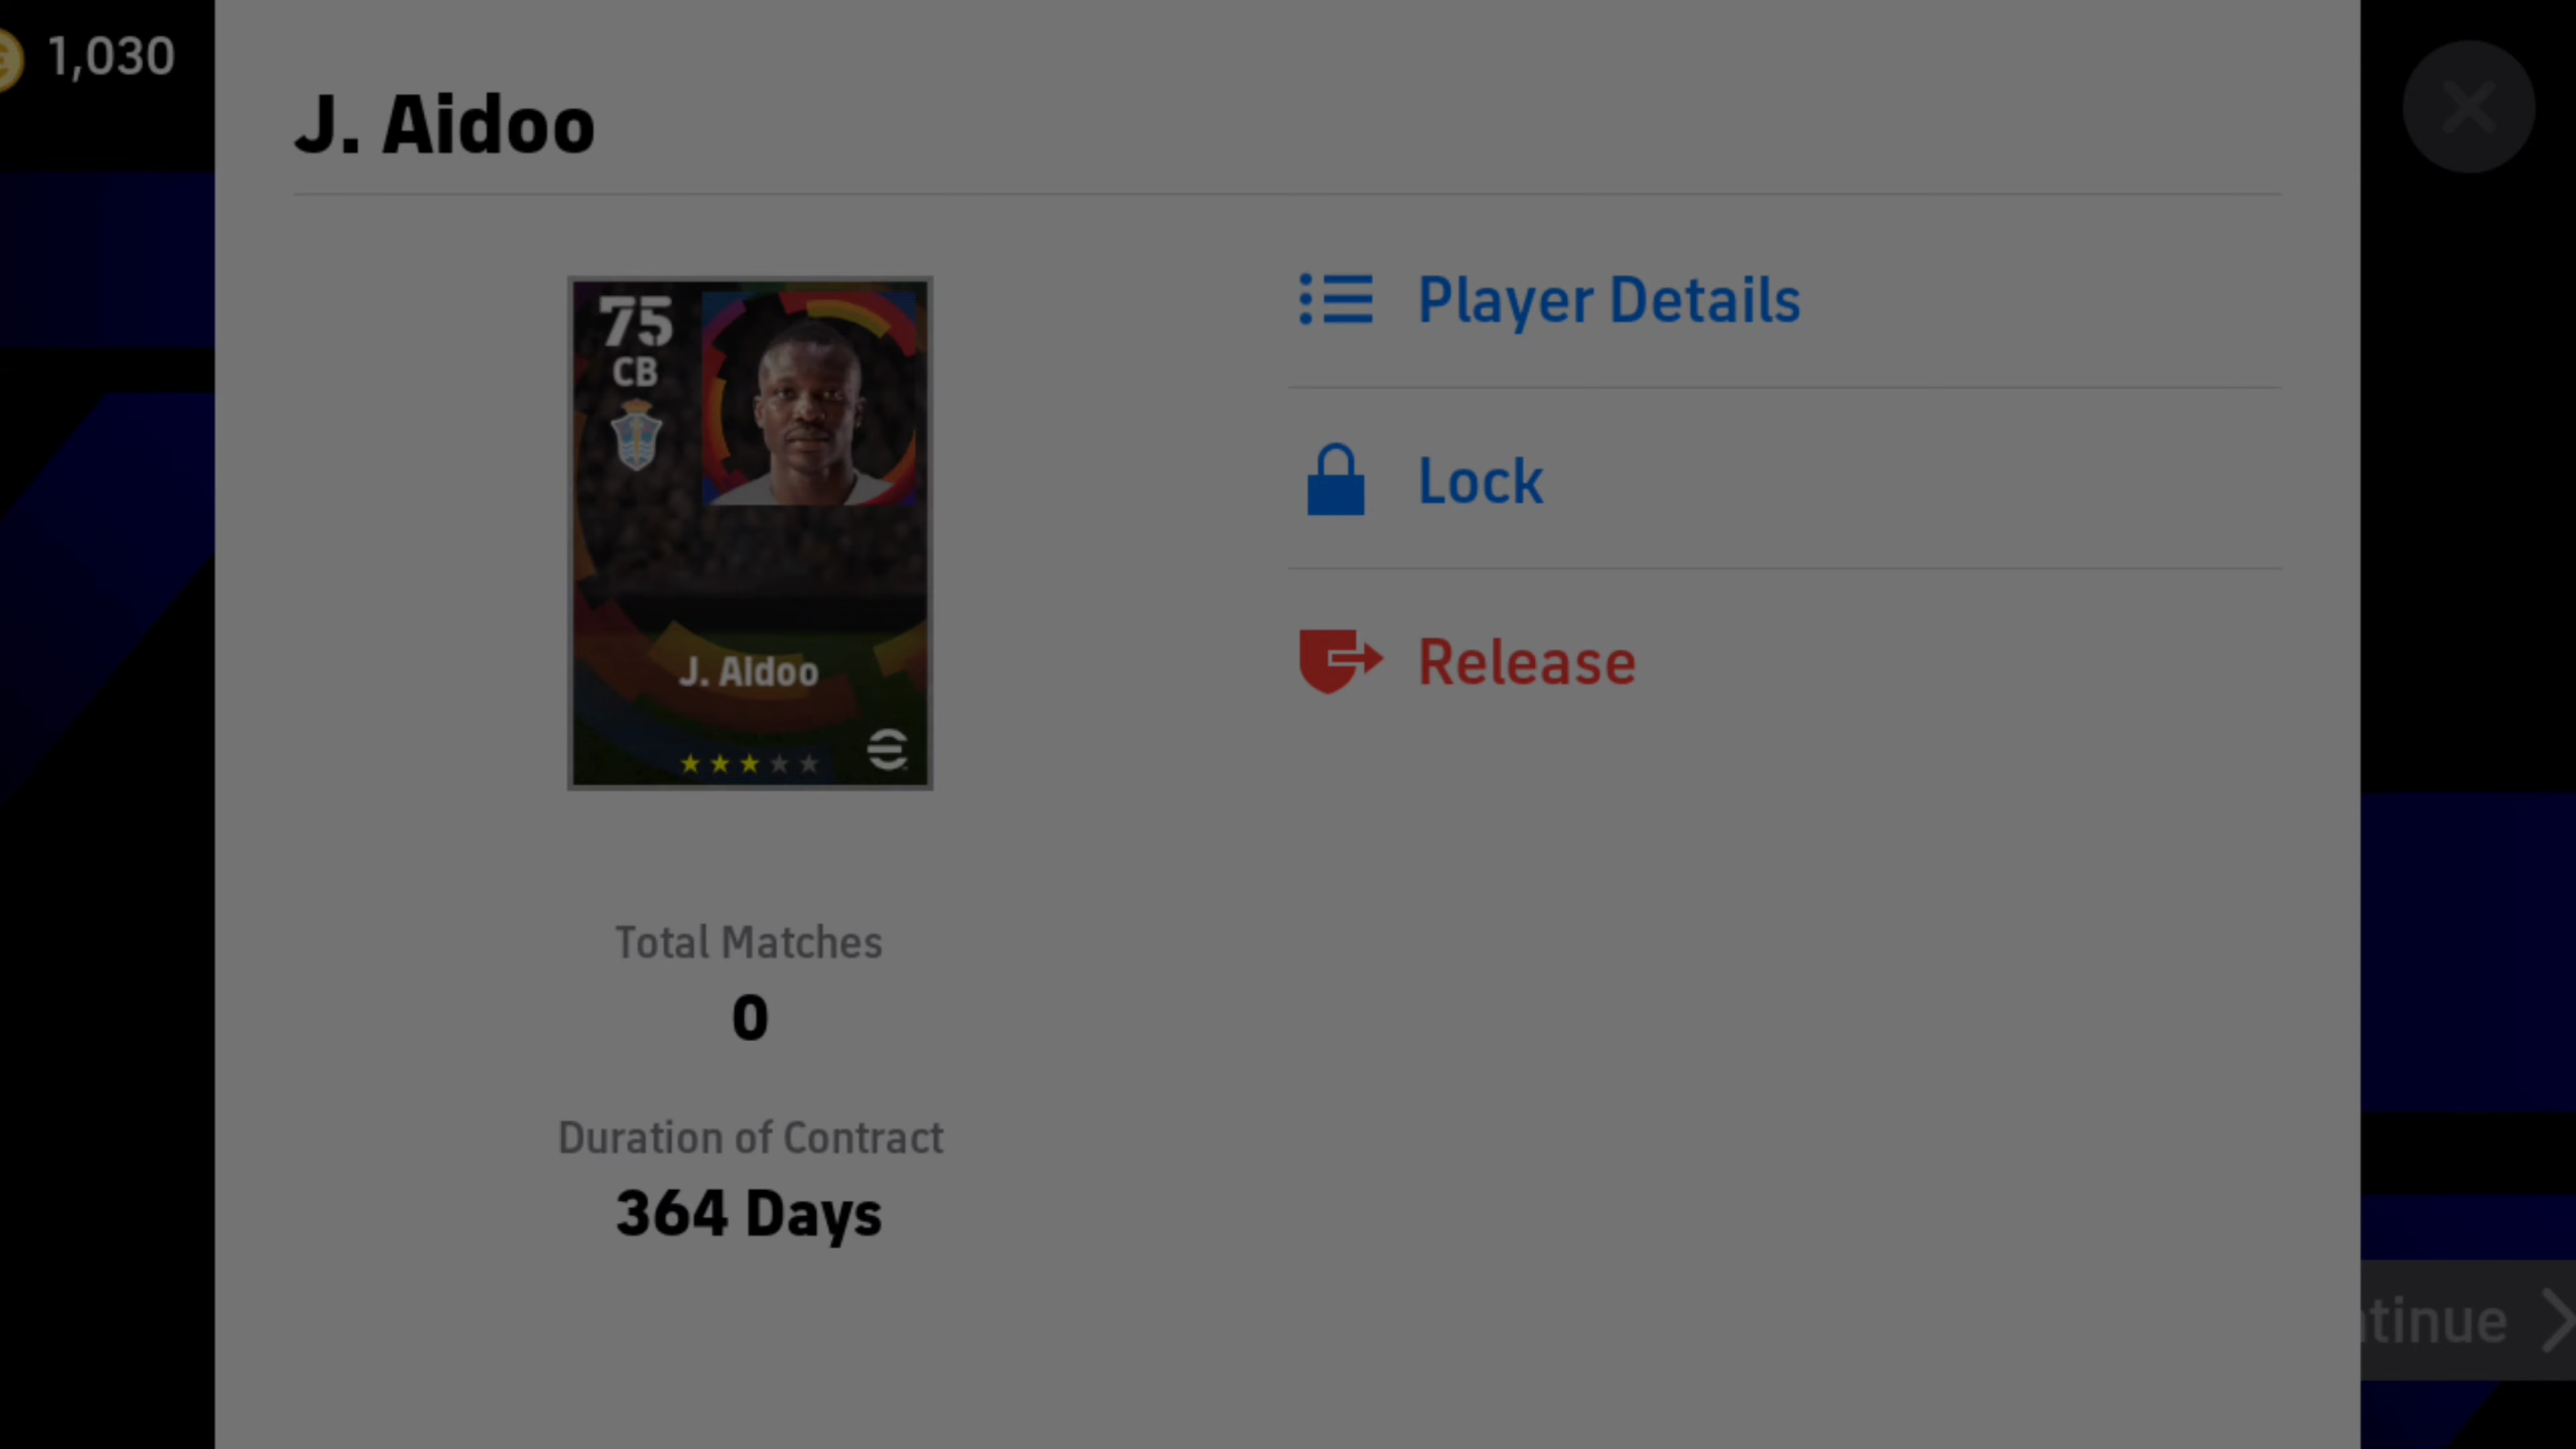 1,030
J. Aidoo
75
CB
J. Aidoo
Player Details
Lock
Release
Total Matches
0
Duration of Contract
364 Days
tinue